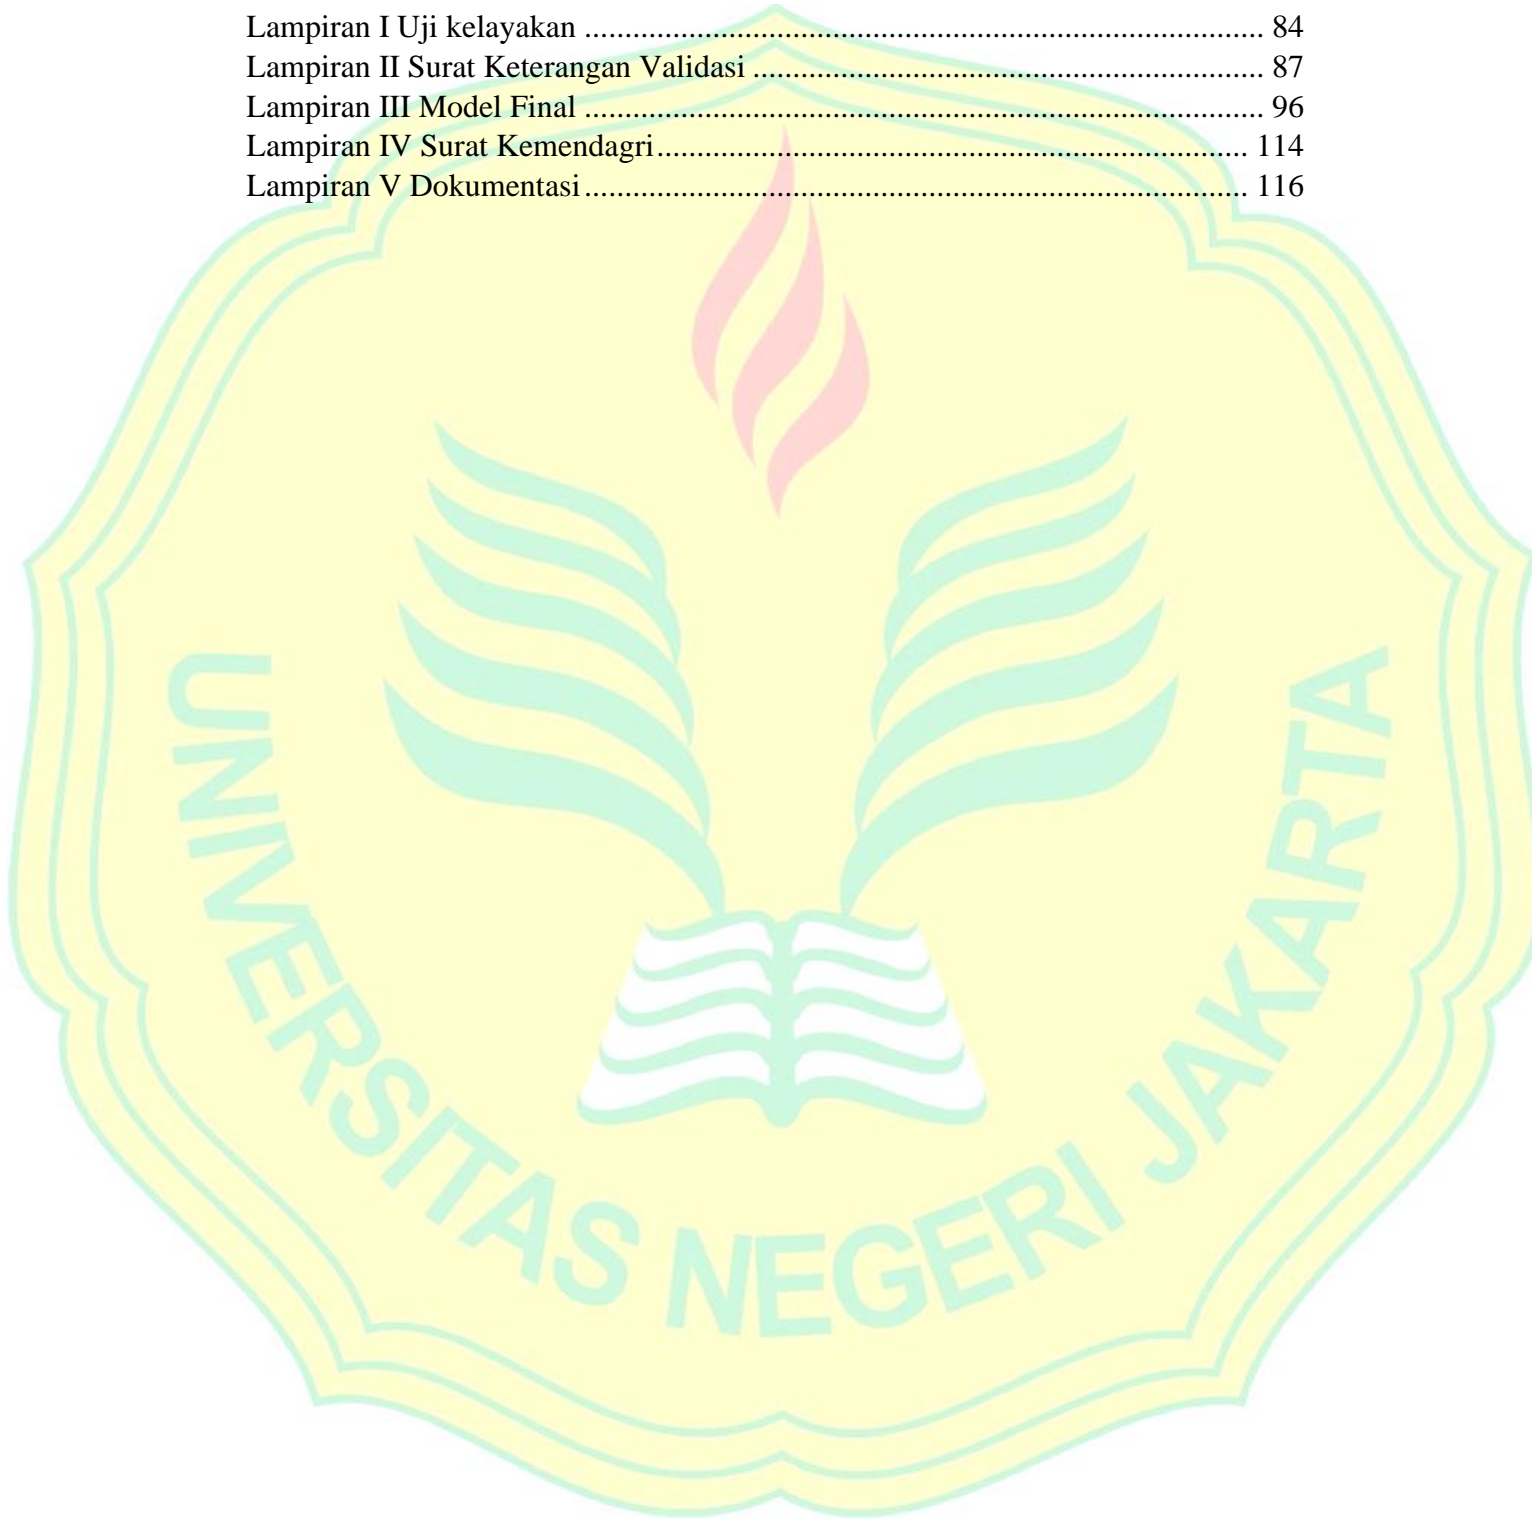 Lampiran I Uji kelayakan ..................................................................................... 84
Lampiran II Surat Keterangan Validasi ................................................................ 87
Lampiran III Model Final ..................................................................................... 96
Lampiran IV Surat Kemendagri.......................................................................... 114
Lampiran V Dokumentasi................................................................................... 116
UNIVERSITAS NEGERI JAKARTA